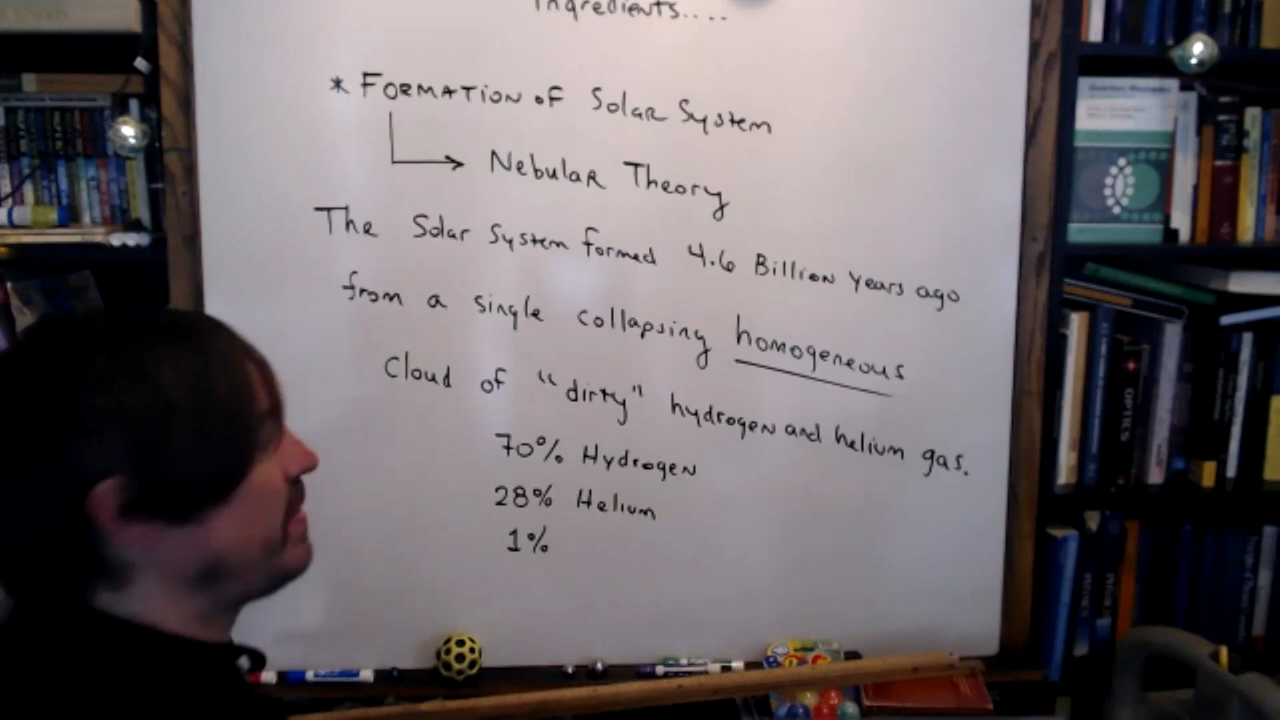 Ingredients....
* Formation of Solar System
Nebular Theory
The Solar System formed 4.6 Billion years ago
from a single collapsing homogeneous
Cloud of "dirty" hydrogen and helium gas.
70% Hydrogen
28% Helium
1%
OPTICS